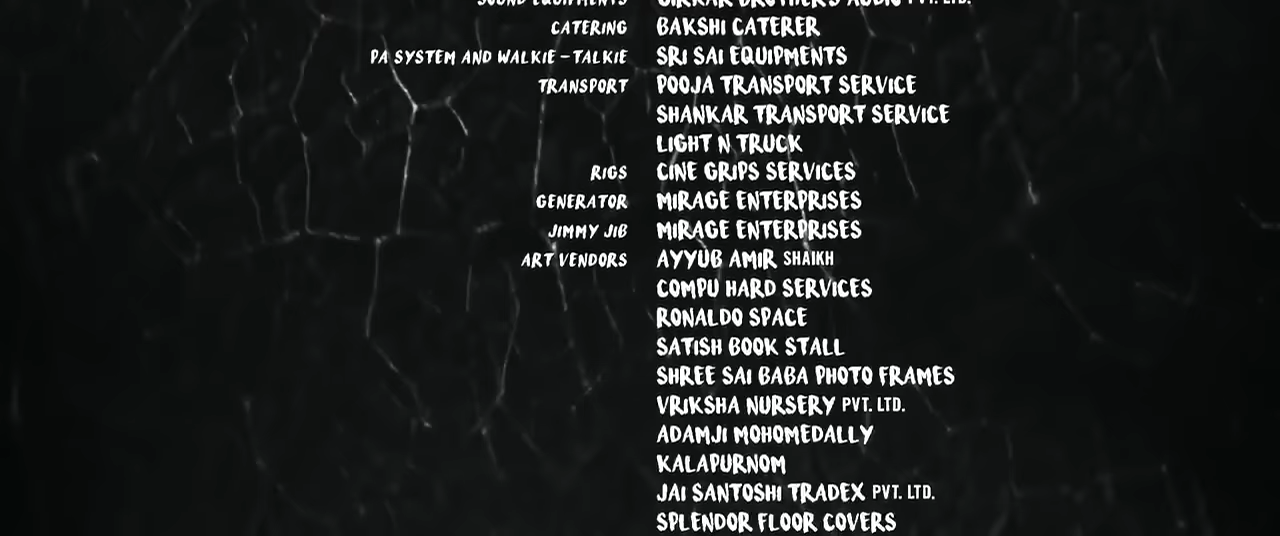 SOUND EQUIPMENTS
CATERING BAKSHI CATERER
PA SYSTEM AND WALKIE - TALKIE SRI SAI EQUIPMENTS
TRANSPORT POOJA TRANSPORT SERVICE
SHANKAR TRANSPORT SERVICE
LIGHT N TRUCK
RIGS CINE GRIPS SERVICES
GENERATOR MIRAGE ENTERPRISES
JIMMY JIB MIRAGE ENTERPRISES
ART VENDORS AYYUB AMIR SHAIKH
COMPU HARD SERVICES
RONALDO SPACE
SATISH BOOK STALL
SHREE SAI BABA PHOTO FRAMES
VRIKSHA NURSERY PVT. LTD.
ADAMJI MOHOMEDALLY
KALAPURNOM
JAI SANTOSHI TRADEX PVT. LTD.
SPLENDOR FLOOR COVERS